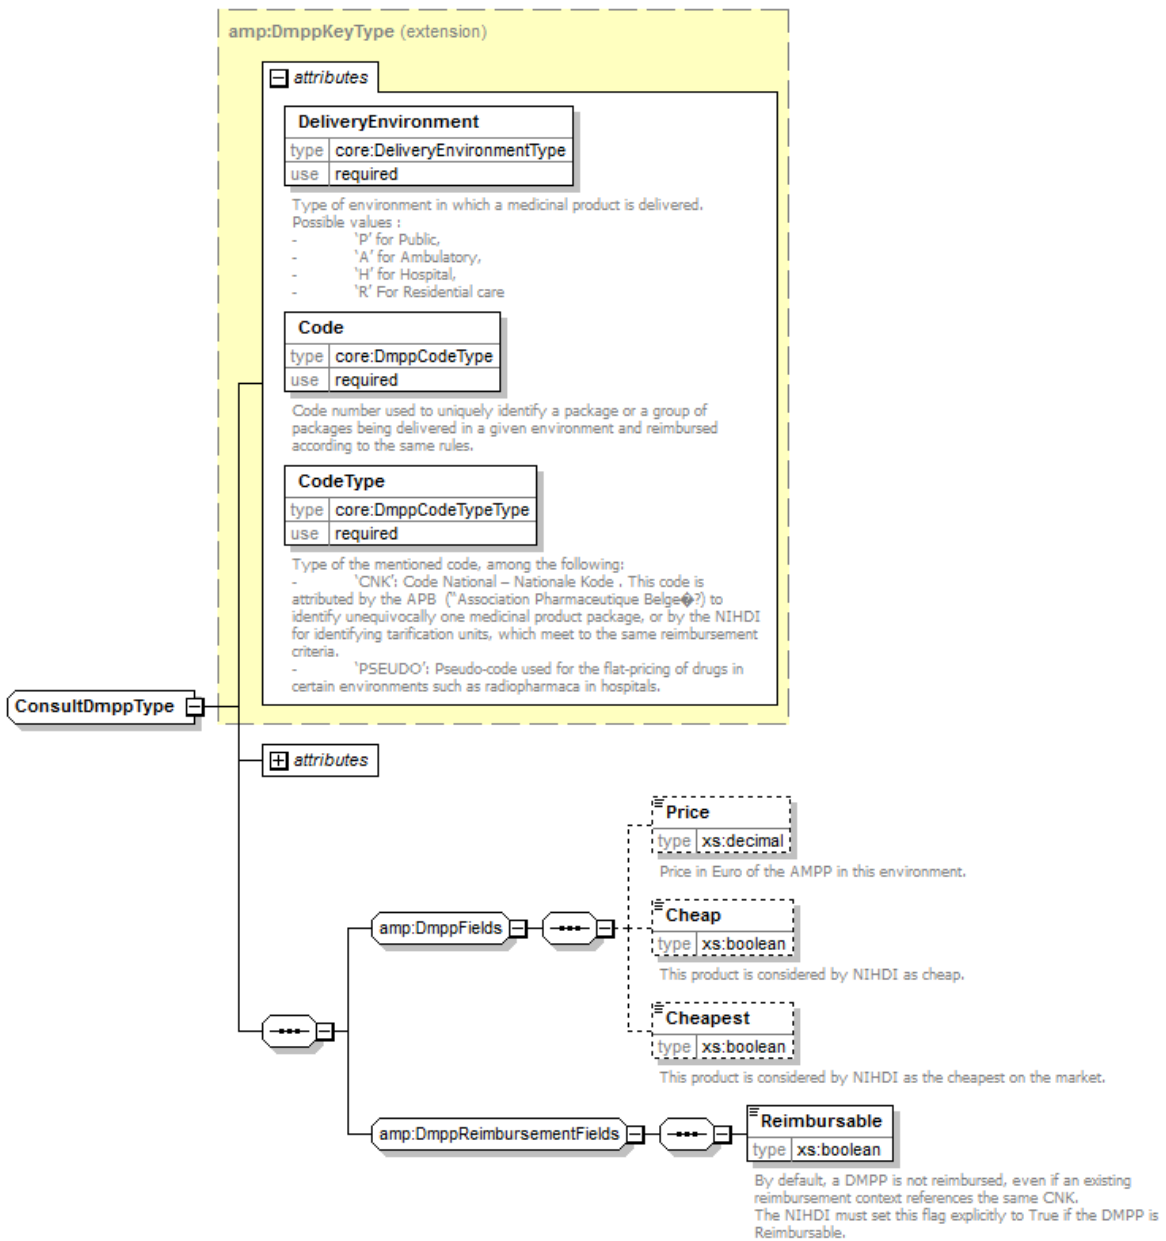 amp:DmppKeyType (extension)
attributes
DeliveryEnvironment
type core:DeliveryEnvironmentType
use required
Type of environment in which a medicinal product is delivered.
Possible values :
- 'P' for Public,
- 'A' for Ambulatory,
- 'H' for Hospital,
- 'R' For Residential care
Code
type core:DmppCodeType
use required
Code number used to uniquely identify a package or a group of
packages being delivered in a given environment and reimbursed
according to the same rules.
CodeType
type core:DmppCodeTypeType
use required
Type of the mentioned code, among the following:
- 'CNK': Code National – Nationale Kode . This code is
attributed by the APB ("Association Pharmaceutique Belge�?) to
identify unequivocally one medicinal product package, or by the NIHDI
for identifying tarification units, which meet to the same reimbursement
criteria.
- 'PSEUDO': Pseudo-code used for the flat-pricing of drugs in
certain environments such as radiopharmaca in hospitals.
ConsultDmppType
attributes
Price
type xs:decimal
Price in Euro of the AMPP in this environment.
amp:DmppFields
Cheap
type xs:boolean
This product is considered by NIHDI as cheap.
Cheapest
type xs:boolean
This product is considered by NIHDI as the cheapest on the market.
amp:DmppReimbursementFields
Reimbursable
type xs:boolean
By default, a DMPP is not reimbursed, even if an existing
reimbursement context references the same CNK.
The NIHDI must set this flag explicitly to True if the DMPP is
Reimbursable.